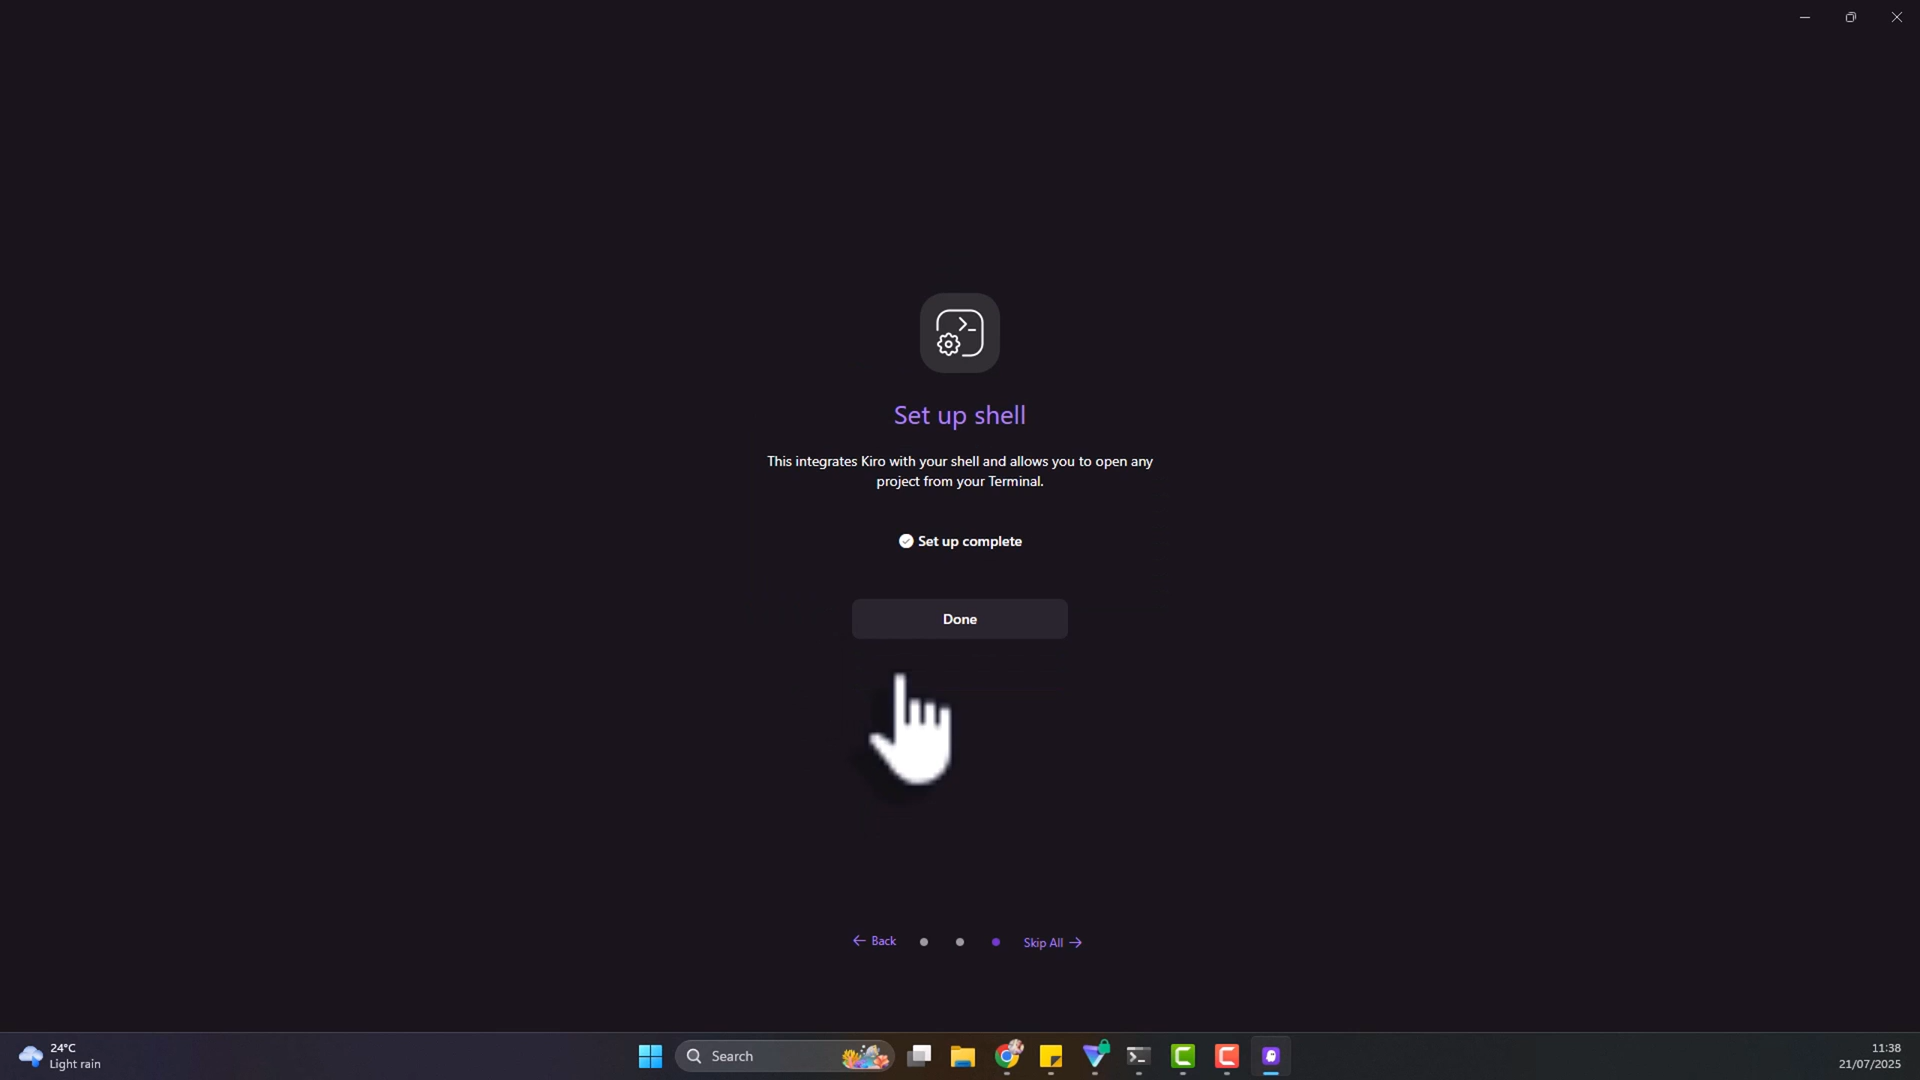 Set up shell
This integrates Kiro with your shell and allows you to open any
project from your Terminal.
Set up complete
Done
Back
Skip All
24°C
Light rain
Search
11:38
21/07/2025